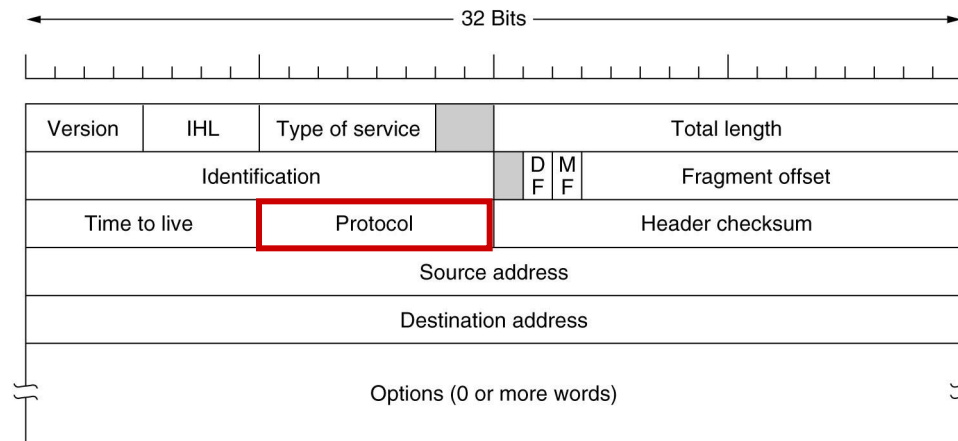 32 Bits
Version IHL Type of service Total length
Identification D F M F Fragment offset
Time to live Protocol Header checksum
Source address
Destination address
Options (0 or more words)